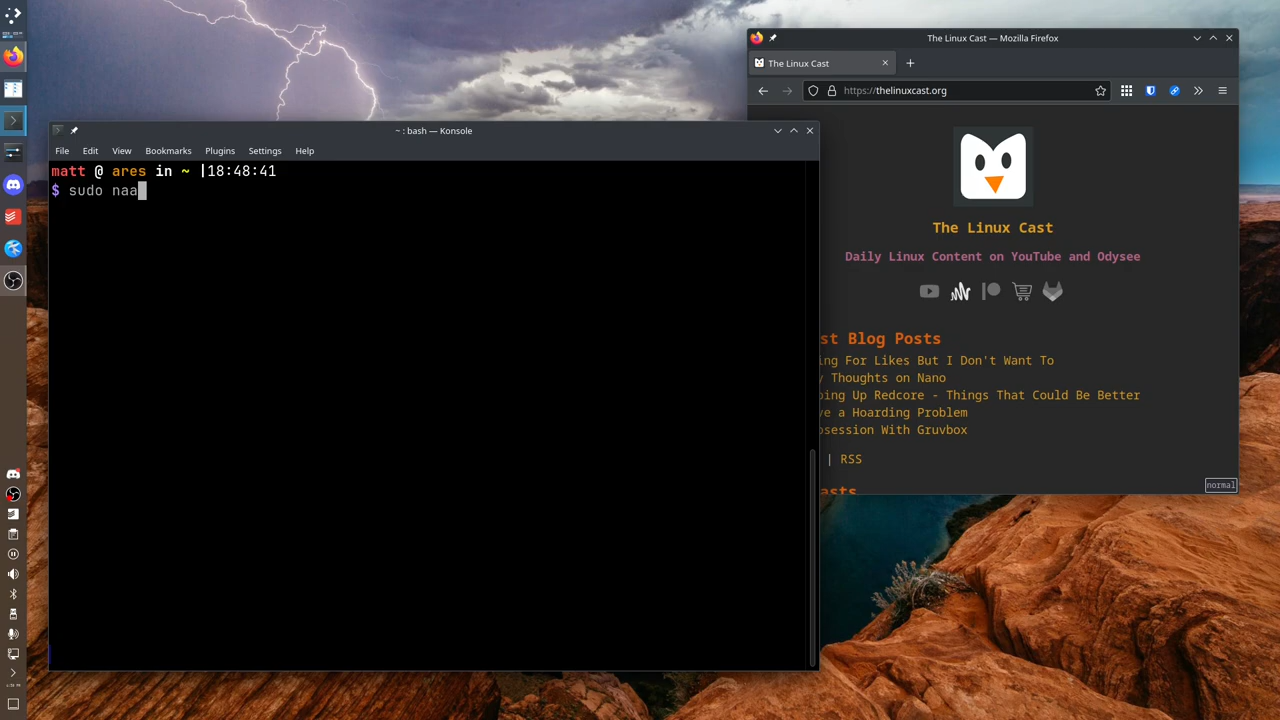 The Linux Cast — Mozilla Firefox
The Linux Cast
https://thelinuxcast.org
~ : bash — Konsole
File Edit View Bookmarks Plugins Settings Help
matt @ ares in ~ |18:48:41
$ sudo naa
The Linux Cast
Daily Linux Content on YouTube and Odysee
st Blog Posts
ing For Likes But I Don't Want To
y Thoughts on Nano
ping Up Redcore - Things That Could Be Better
ve a Hoarding Problem
bsession With Gruvbox
| RSS
asts
normal